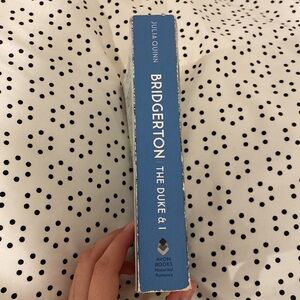 JULIA QUINN
BRIDGERTON THE DUKE & I
AVON
BOOKS
Historical
Romance